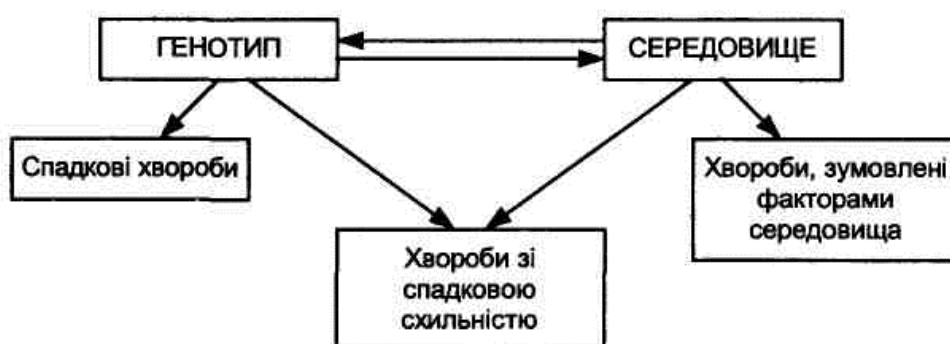 ГЕНОТИП
СЕРЕДОВИЩЕ
Спадкові хвороби
Хвороби, зумовлені
факторами
середовища
Хвороби зі
спадковою
схильністю